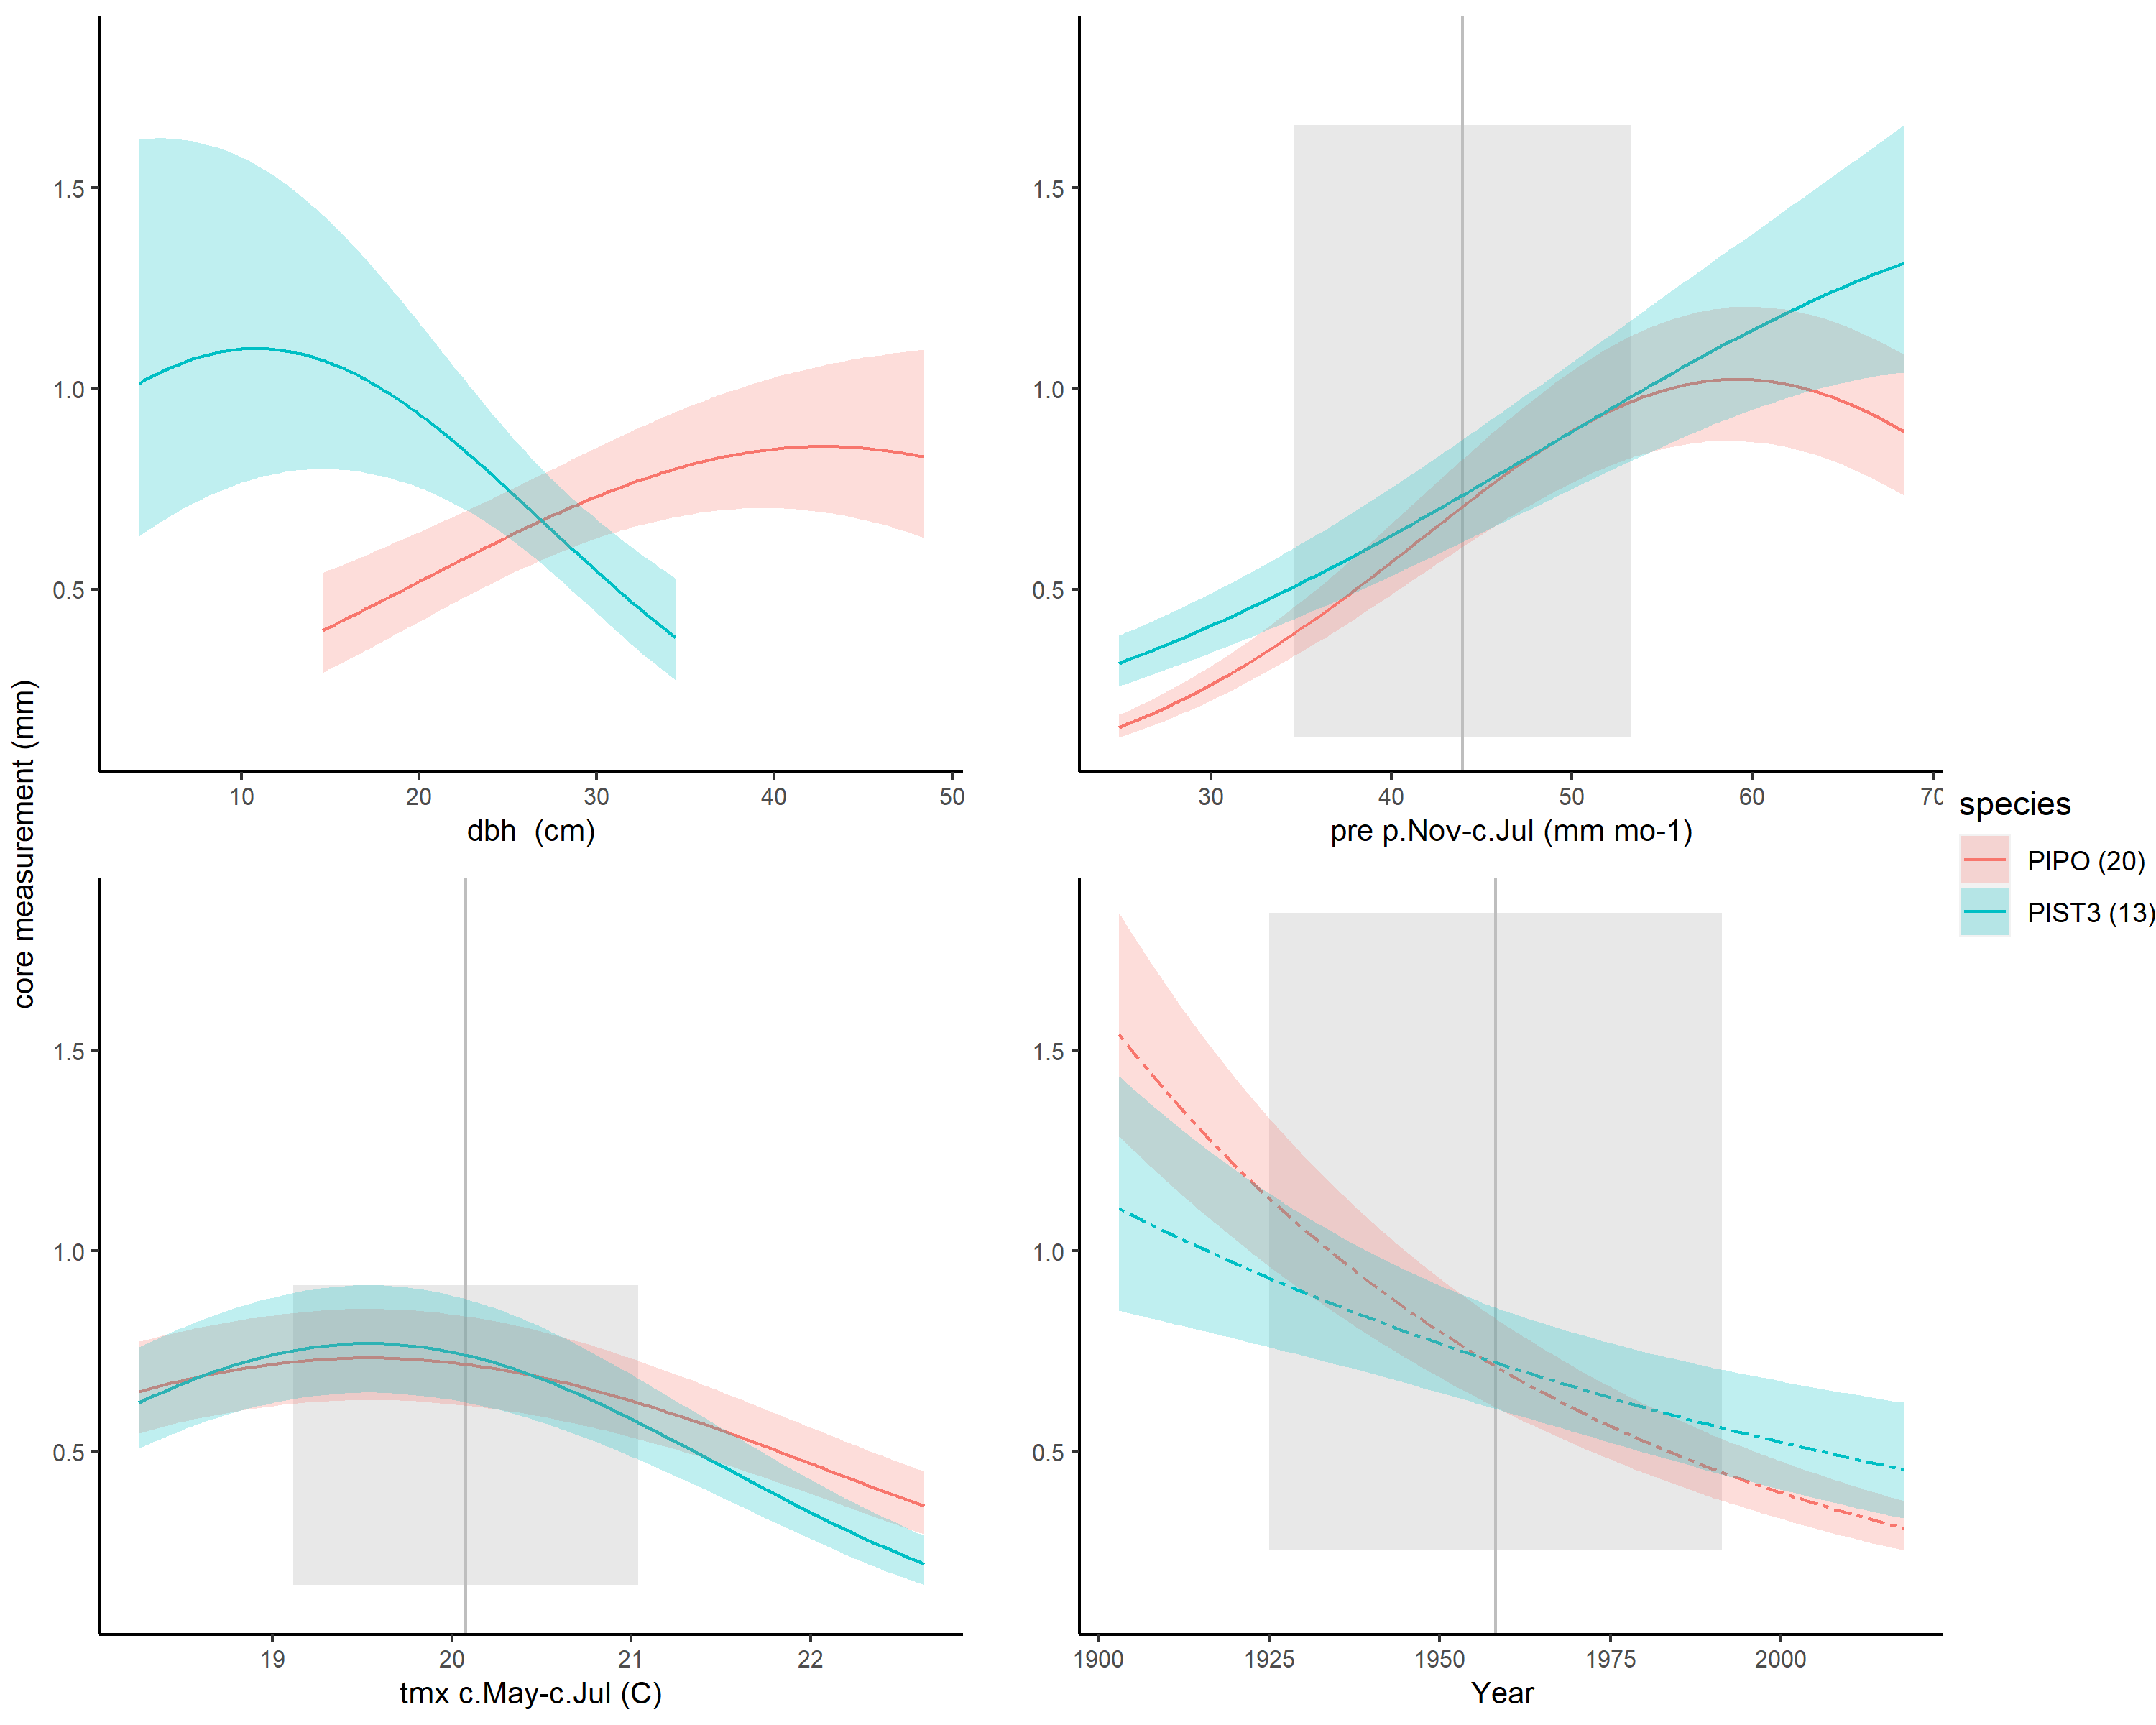 core measurement (mm)
1.5
1.0
0.5
10 20 30 40 50
dbh (cm)
1.5
1.0
0.5
30 40 50 60 70
pre p.Nov-c.Jul (mm mo-1)
1.5
1.0
0.5
19 20 21 22
tmx c.May-c.Jul (C)
1.5
1.0
0.5
1900 1925 1950 1975 2000
Year
species
PIPO (20)
PIST3 (13)